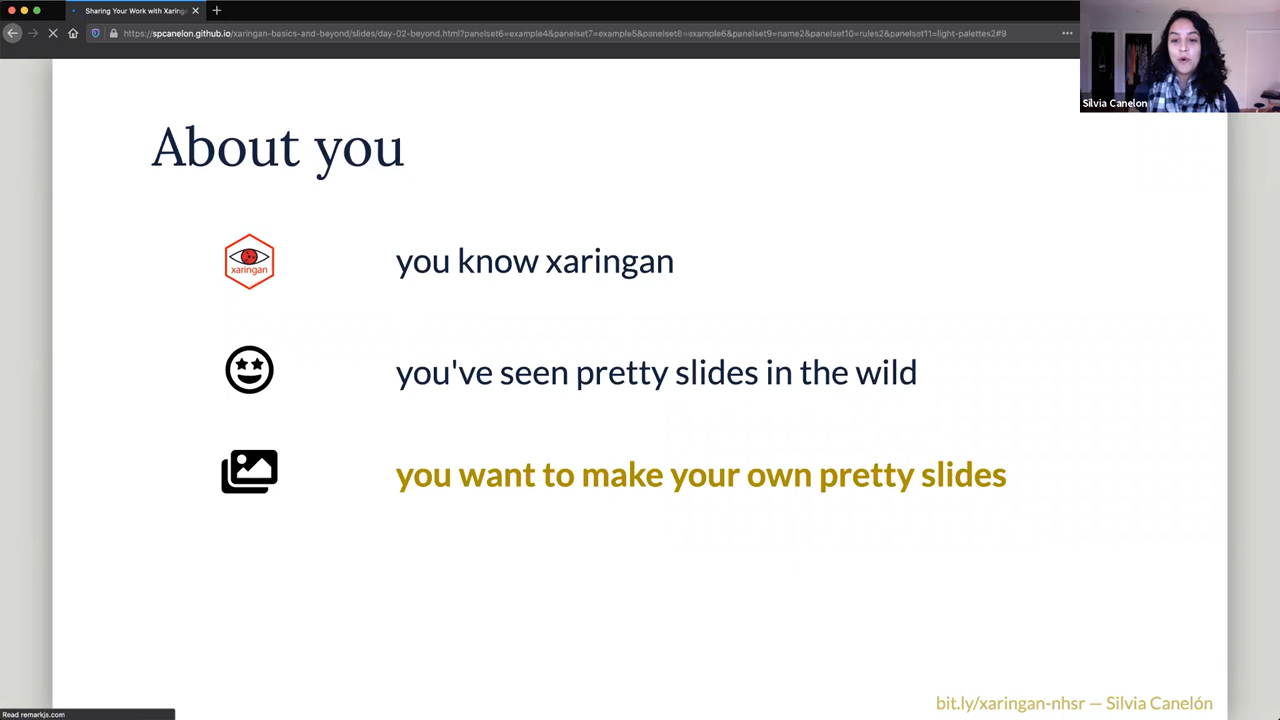 Sharing Your Work with Xaring
https://spcanelon.github.io/xaringan-basics-and-beyond/slides/day-02-beyond.html?panelset6=example4&panelset7=example5&panelset8=example6&panelset9=name2&panelset10=rules2&panelset11=light-palettes2#9
Silvia Canelon
About you
xaringan
you know xaringan
you've seen pretty slides in the wild
you want to make your own pretty slides
bit.ly/xaringan-nhsr — Silvia Canelón
Read remarkjs.com